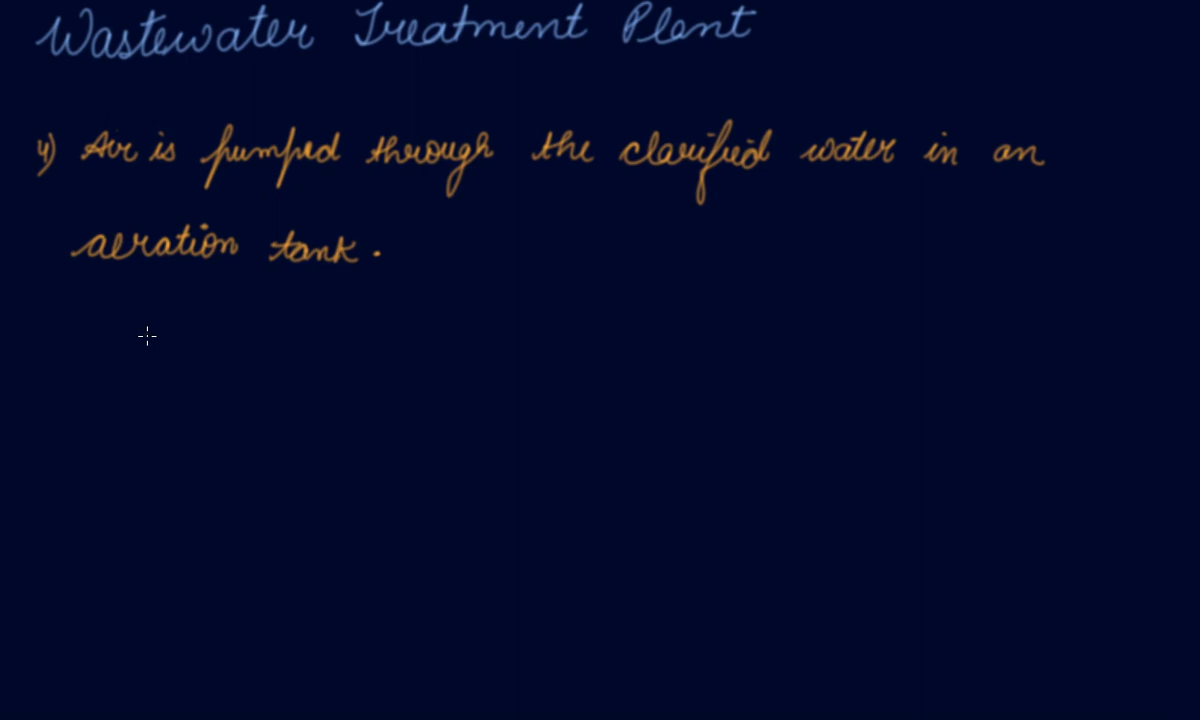 Wastewater Treatment Plant
4) Air is pumped through the clarified water in an
aeration tank.